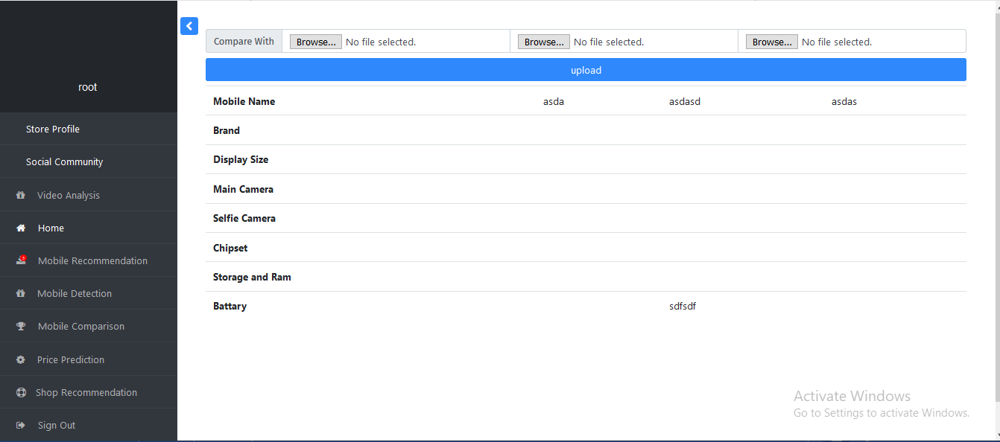 root
Store Profile
Social Community
Video Analysis
Home
Mobile Recommendation
Mobile Detection
Mobile Comparison
Price Prediction
Shop Recommendation
Sign Out
Compare With Browse... No file selected. Browse... No file selected. Browse... No file selected.
upload
Mobile Name asda asdasd asdas
Brand
Display Size
Main Camera
Selfie Camera
Chipset
Storage and Ram
Battary sdfsdf
Activate Windows
Go to Settings to activate Windows.